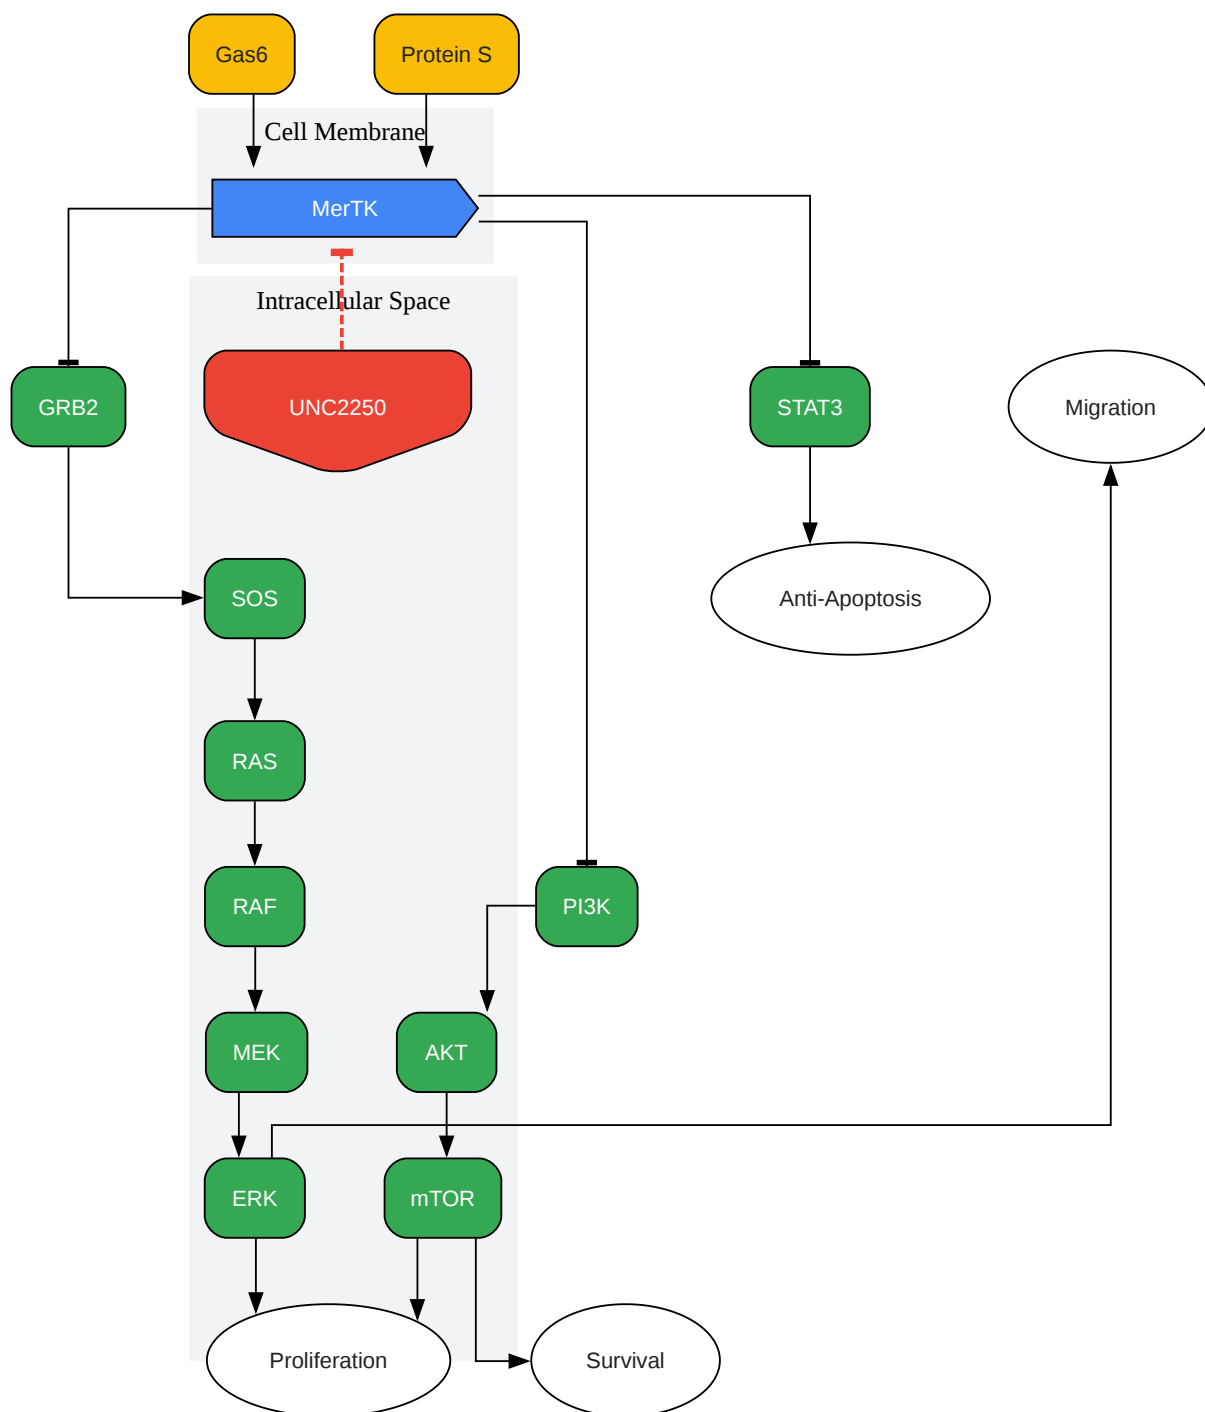 Gas6
Protein S
Cell Membrane
MerTK
Intracellular Space
GRB2
UNC2250
STAT3
Migration
SOS
Anti-Apoptosis
RAS
RAF
PI3K
MEK
AKT
ERK
mTOR
Proliferation
Survival